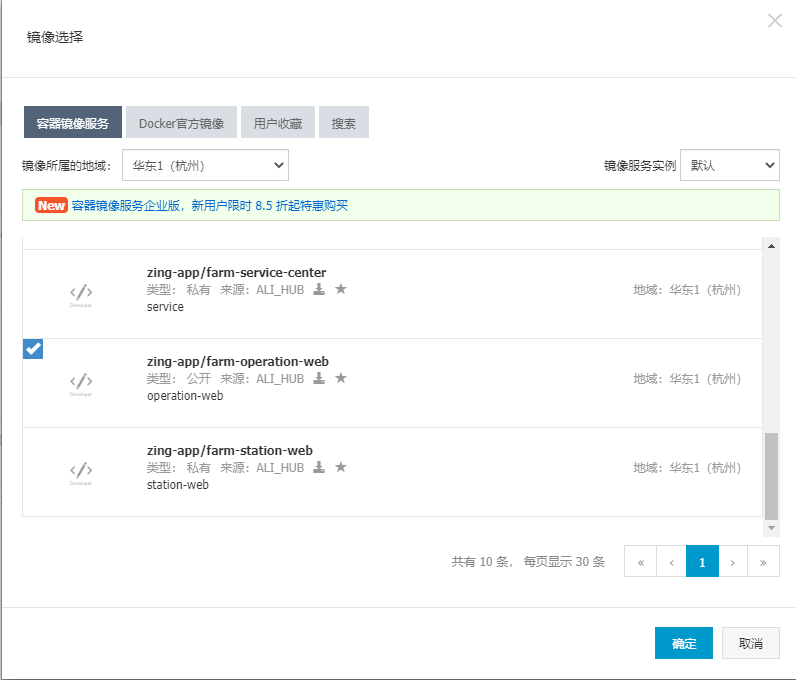 镜像选择
容器镜像服务 Docker官方镜像 用户收藏 搜索
镜像所属的地域： 华东1（杭州） 镜像服务实例 默认
New 容器镜像服务企业版，新用户限时 8.5 折起特惠购买
zing-app/farm-service-center
类型： 私有 来源：ALI_HUB 地域：华东1（杭州）
Developer
service
zing-app/farm-operation-web
类型： 公开 来源：ALI_HUB 地域：华东1（杭州）
Developer
operation-web
zing-app/farm-station-web
类型： 私有 来源：ALI_HUB 地域：华东1（杭州）
Developer
station-web
共有 10 条， 每页显示 30 条 « ‹ 1 › »
确定 取消